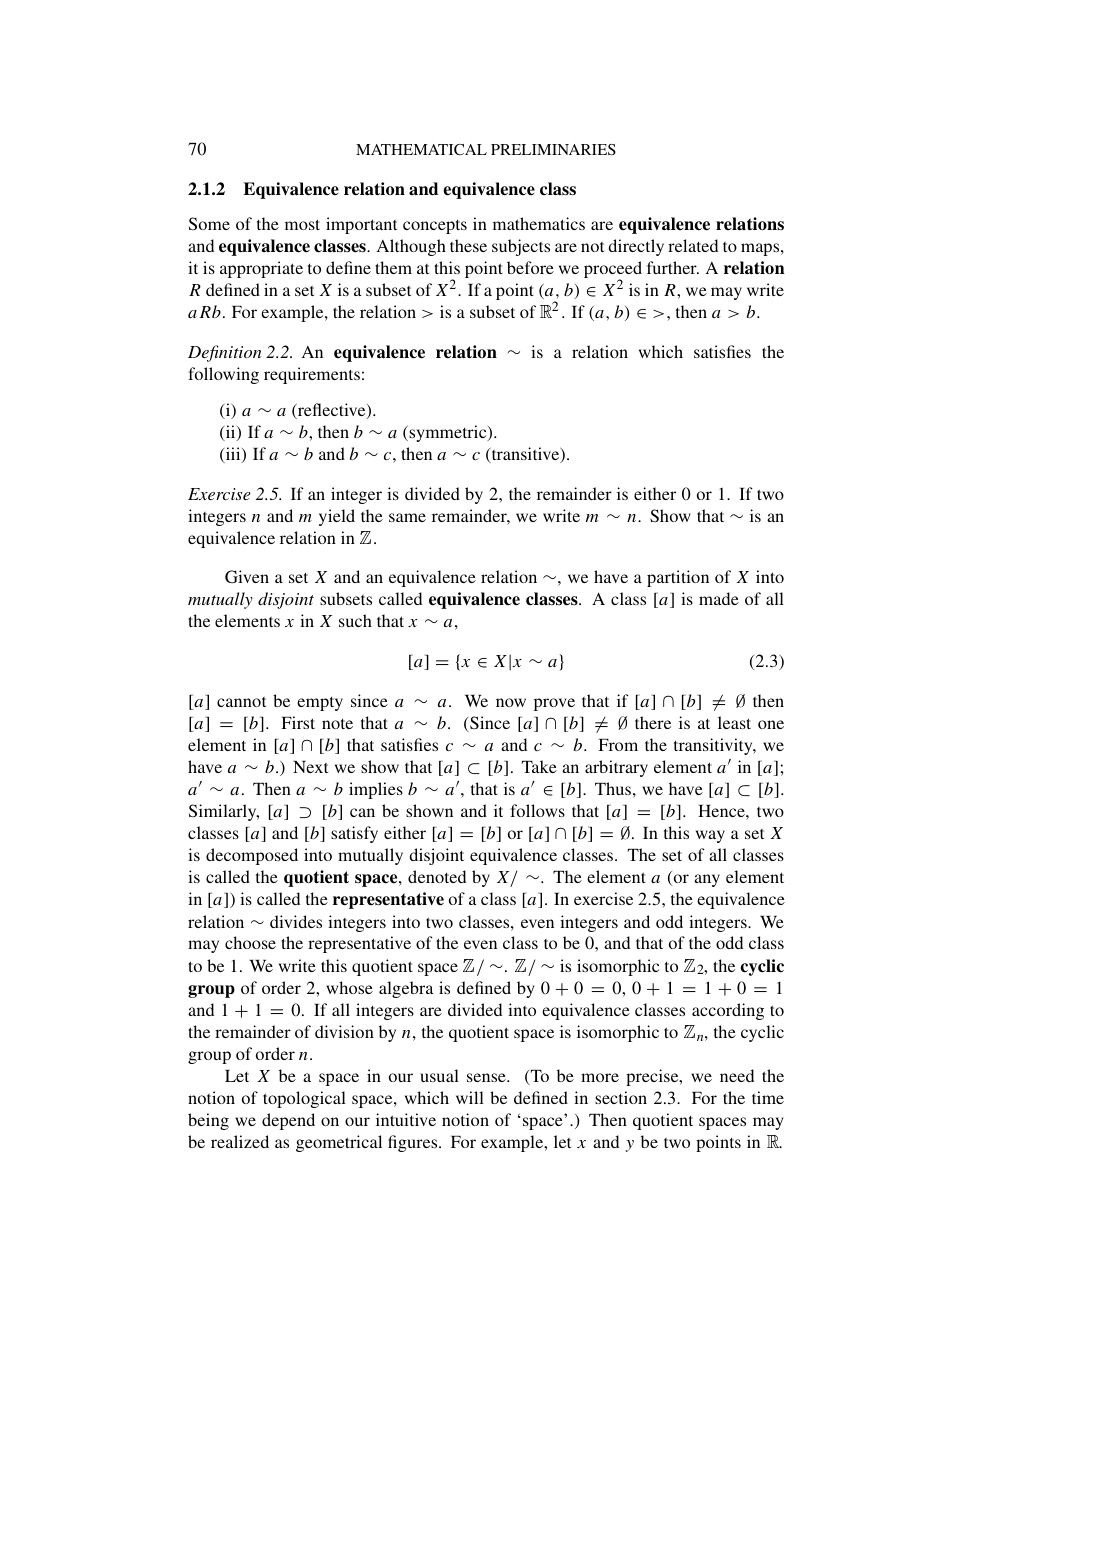 70 MATHEMATICAL PRELIMINARIES
2.1.2 Equivalence relation and equivalence class
Some of the most important concepts in mathematics are equivalence relations
and equivalence classes. Although these subjects are not directly related to maps,
it is appropriate to define them at this point before we proceed further. A relation
R defined in a set X is a subset of X². If a point (a, b) ∈ X² is in R, we may write
aRb. For example, the relation > is a subset of ℝ². If (a, b) ∈ >, then a > b.
Definition 2.2. An equivalence relation ∼ is a relation which satisfies the
following requirements:
(i) a ∼ a (reflective).
(ii) If a ∼ b, then b ∼ a (symmetric).
(iii) If a ∼ b and b ∼ c, then a ∼ c (transitive).
Exercise 2.5. If an integer is divided by 2, the remainder is either 0 or 1. If two
integers n and m yield the same remainder, we write m ∼ n. Show that ∼ is an
equivalence relation in ℤ.
Given a set X and an equivalence relation ∼, we have a partition of X into
mutually disjoint subsets called equivalence classes. A class [a] is made of all
the elements x in X such that x ∼ a,
[a] = {x ∈ X|x ∼ a} (2.3)
[a] cannot be empty since a ∼ a. We now prove that if [a] ∩ [b] ≠ ∅ then
[a] = [b]. First note that a ∼ b. (Since [a] ∩ [b] ≠ ∅ there is at least one
element in [a] ∩ [b] that satisfies c ∼ a and c ∼ b. From the transitivity, we
have a ∼ b.) Next we show that [a] ⊂ [b]. Take an arbitrary element a′ in [a];
a′ ∼ a. Then a ∼ b implies b ∼ a′, that is a′ ∈ [b]. Thus, we have [a] ⊂ [b].
Similarly, [a] ⊃ [b] can be shown and it follows that [a] = [b]. Hence, two
classes [a] and [b] satisfy either [a] = [b] or [a] ∩ [b] = ∅. In this way a set X
is decomposed into mutually disjoint equivalence classes. The set of all classes
is called the quotient space, denoted by X/ ∼. The element a (or any element
in [a]) is called the representative of a class [a]. In exercise 2.5, the equivalence
relation ∼ divides integers into two classes, even integers and odd integers. We
may choose the representative of the even class to be 0, and that of the odd class
to be 1. We write this quotient space ℤ/ ∼. ℤ/ ∼ is isomorphic to ℤ₂, the cyclic
group of order 2, whose algebra is defined by 0 + 0 = 0, 0 + 1 = 1 + 0 = 1
and 1 + 1 = 0. If all integers are divided into equivalence classes according to
the remainder of division by n, the quotient space is isomorphic to ℤₙ, the cyclic
group of order n.
Let X be a space in our usual sense. (To be more precise, we need the
notion of topological space, which will be defined in section 2.3. For the time
being we depend on our intuitive notion of ‘space’.) Then quotient spaces may
be realized as geometrical figures. For example, let x and y be two points in ℝ.